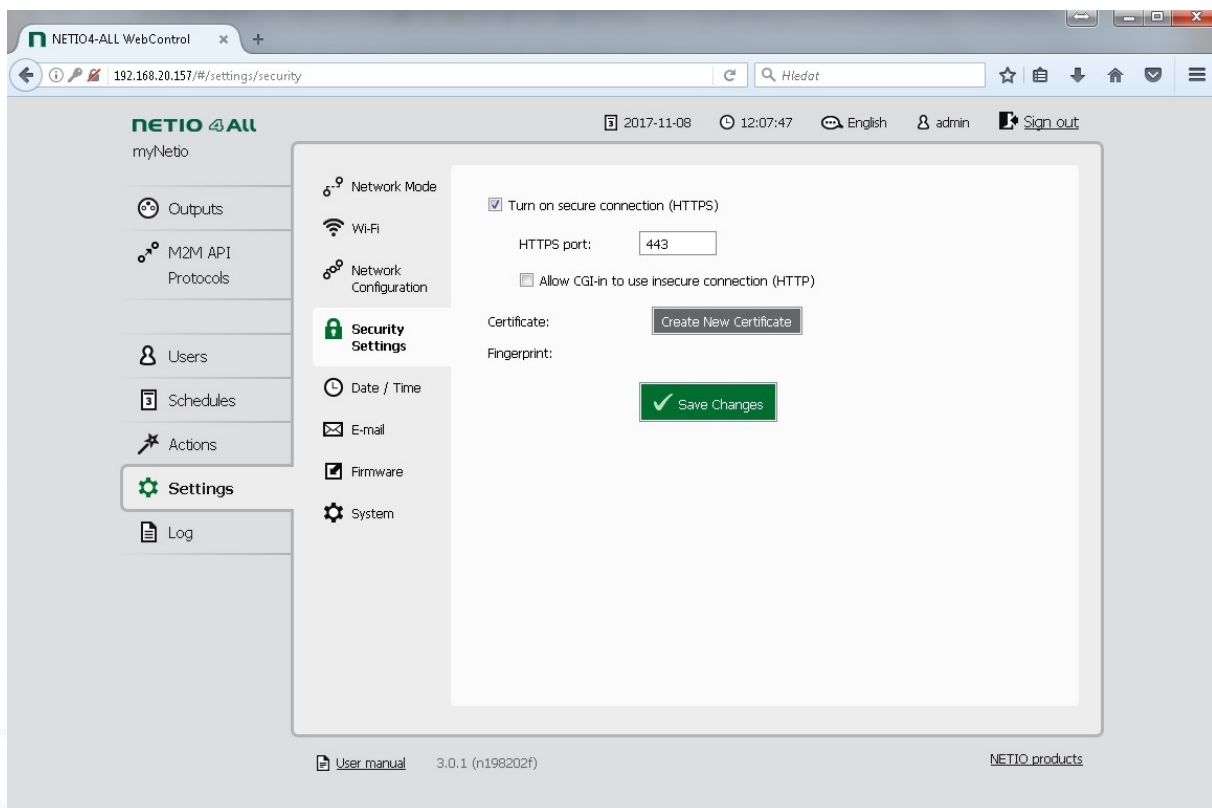 NETIO4-ALL WebControl
192.168.20.157/#/settings/security
Hledat
NETIO 4All
myNetio
2017-11-08
12:07:47
English
admin
Sign out
Outputs
M2M API
Protocols
Users
Schedules
Actions
Settings
Log
Network Mode
Wi-Fi
Network
Configuration
Security
Settings
Date / Time
E-mail
Firmware
System
Turn on secure connection (HTTPS)
HTTPS port: 443
Allow CGI-in to use insecure connection (HTTP)
Certificate: Create New Certificate
Fingerprint:
Save Changes
User manual 3.0.1 (n198202f)
NETIO products